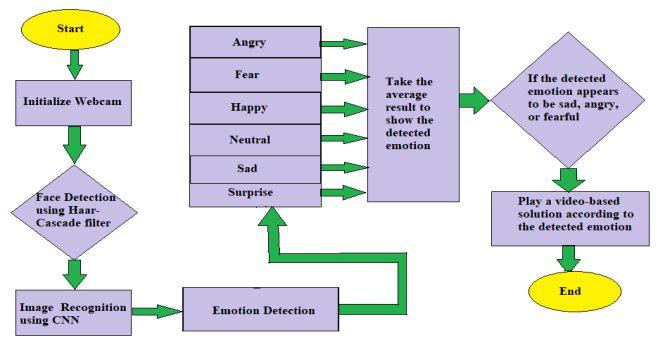 Start
Initialize Webcam
Face Detection
using Haar-
Cascade filter
Image Recognition
using CNN
Emotion Detection
Angry
Fear
Happy
Neutral
Sad
Surprise
Take the
average
result to
show the
detected
emotion
If the detected
emotion appears
to be sad, angry,
or fearful
Play a video-based
solution according to
the detected emotion
End